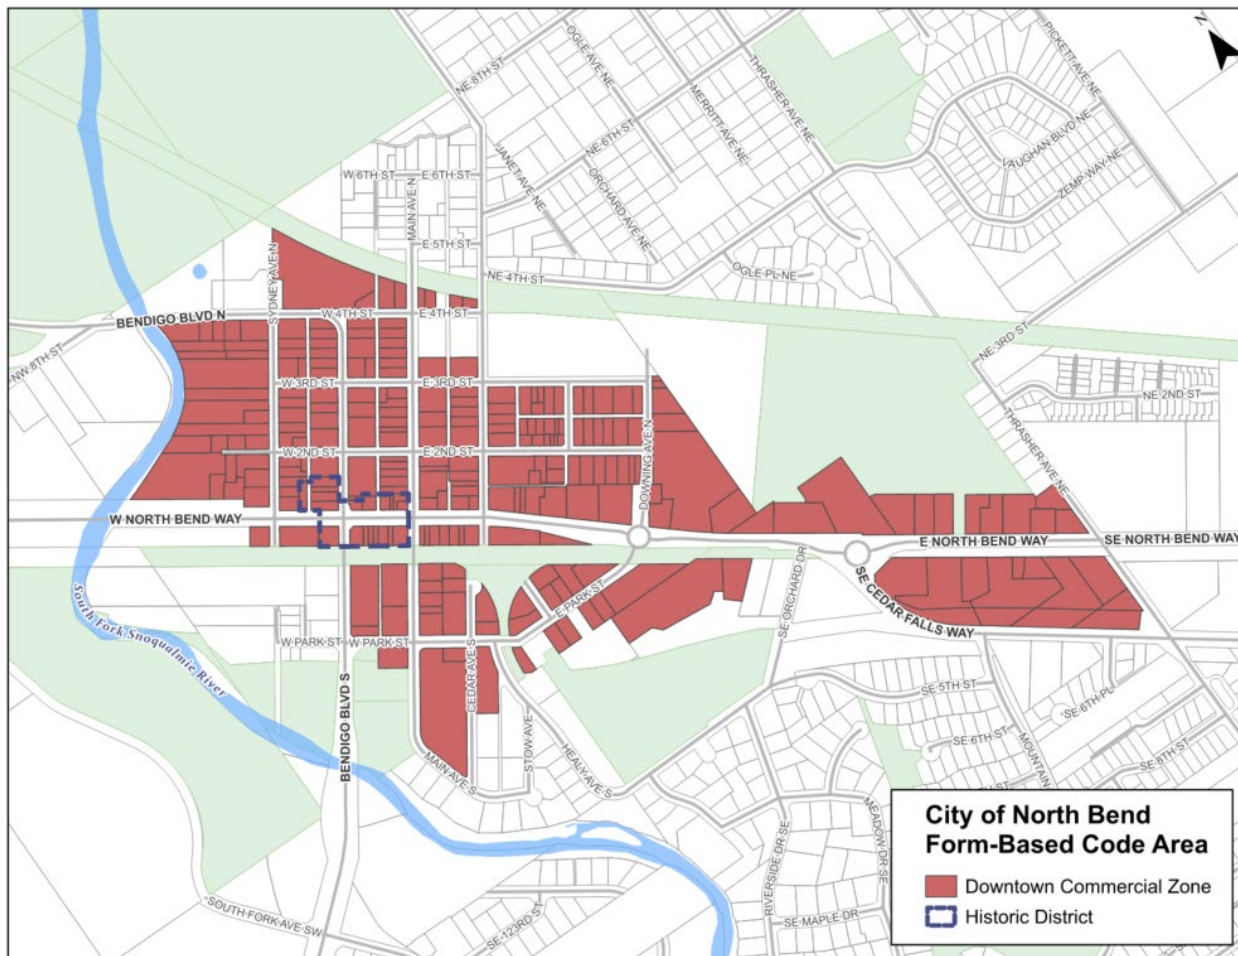 N
NE 8TH ST
OGLE AVE NE
THRASHER AVE NE
PICKETT AVE NE
MERRITT AVE NE
NE 6TH ST
VAUGHAN BLVD NE
JANET AVE NE
ZEMP WAY NE
W 6TH ST
E 6TH ST
ORCHARD AVE NE
MAIN AVE N
E 5TH ST
SYDNEY AVE N
NE 4TH ST
OGLE PL NE
BENDIGO BLVD N
W 4TH ST
E 4TH ST
NE 3RD ST
NW 8TH ST
W 3RD ST
E 3RD ST
NE 2ND ST
THRASHER AVE NE
DOWNING AVE N
W 2ND ST
E 2ND ST
W NORTH BEND WAY
E NORTH BEND WAY
SE NORTH BEND WAY
SE ORCHARD DR
SE CEDAR FALLS WAY
E PARK ST
South Fork Snoqualmie River
W PARK ST
W PARK ST
CEDAR AVE S
BENDIGO BLVD S
SE 5TH ST
SE 6TH PL
STOW AVE
SE 6TH ST
MOUNTAIN
SE 8TH ST
MAIN AVE S
HEALY AVE S
MEADOW DR SE
RIVERSIDE DR SE
SOUTH FORK AVE SW
SE 123RD ST
SE MAPLE DR
City of North Bend
Form-Based Code Area
Downtown Commercial Zone
Historic District